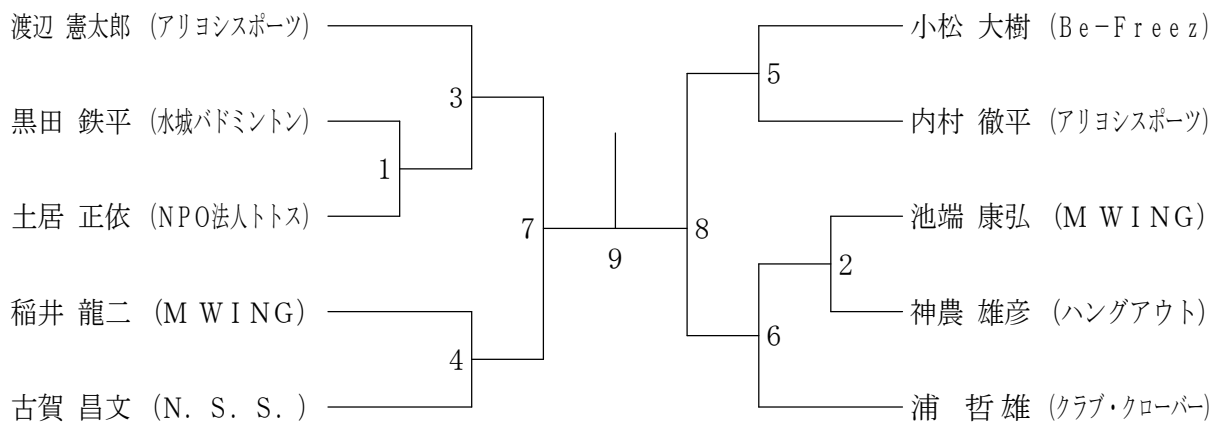 渡辺 憲太郎 (アリヨシスポーツ)
黒田 鉄平 (水城バドミントン)
土居 正依 (NPO法人トトス)
稲井 龍二 (M WING)
古賀 昌文 (N. S. S. )
3
1
7
4
9
8
5
2
6
小松 大樹 (Be-Freez)
内村 徹平 (アリヨシスポーツ)
池端 康弘 (M WING)
神農 雄彦 (ハングアウト)
浦 哲雄 (クラブ・クローバー)